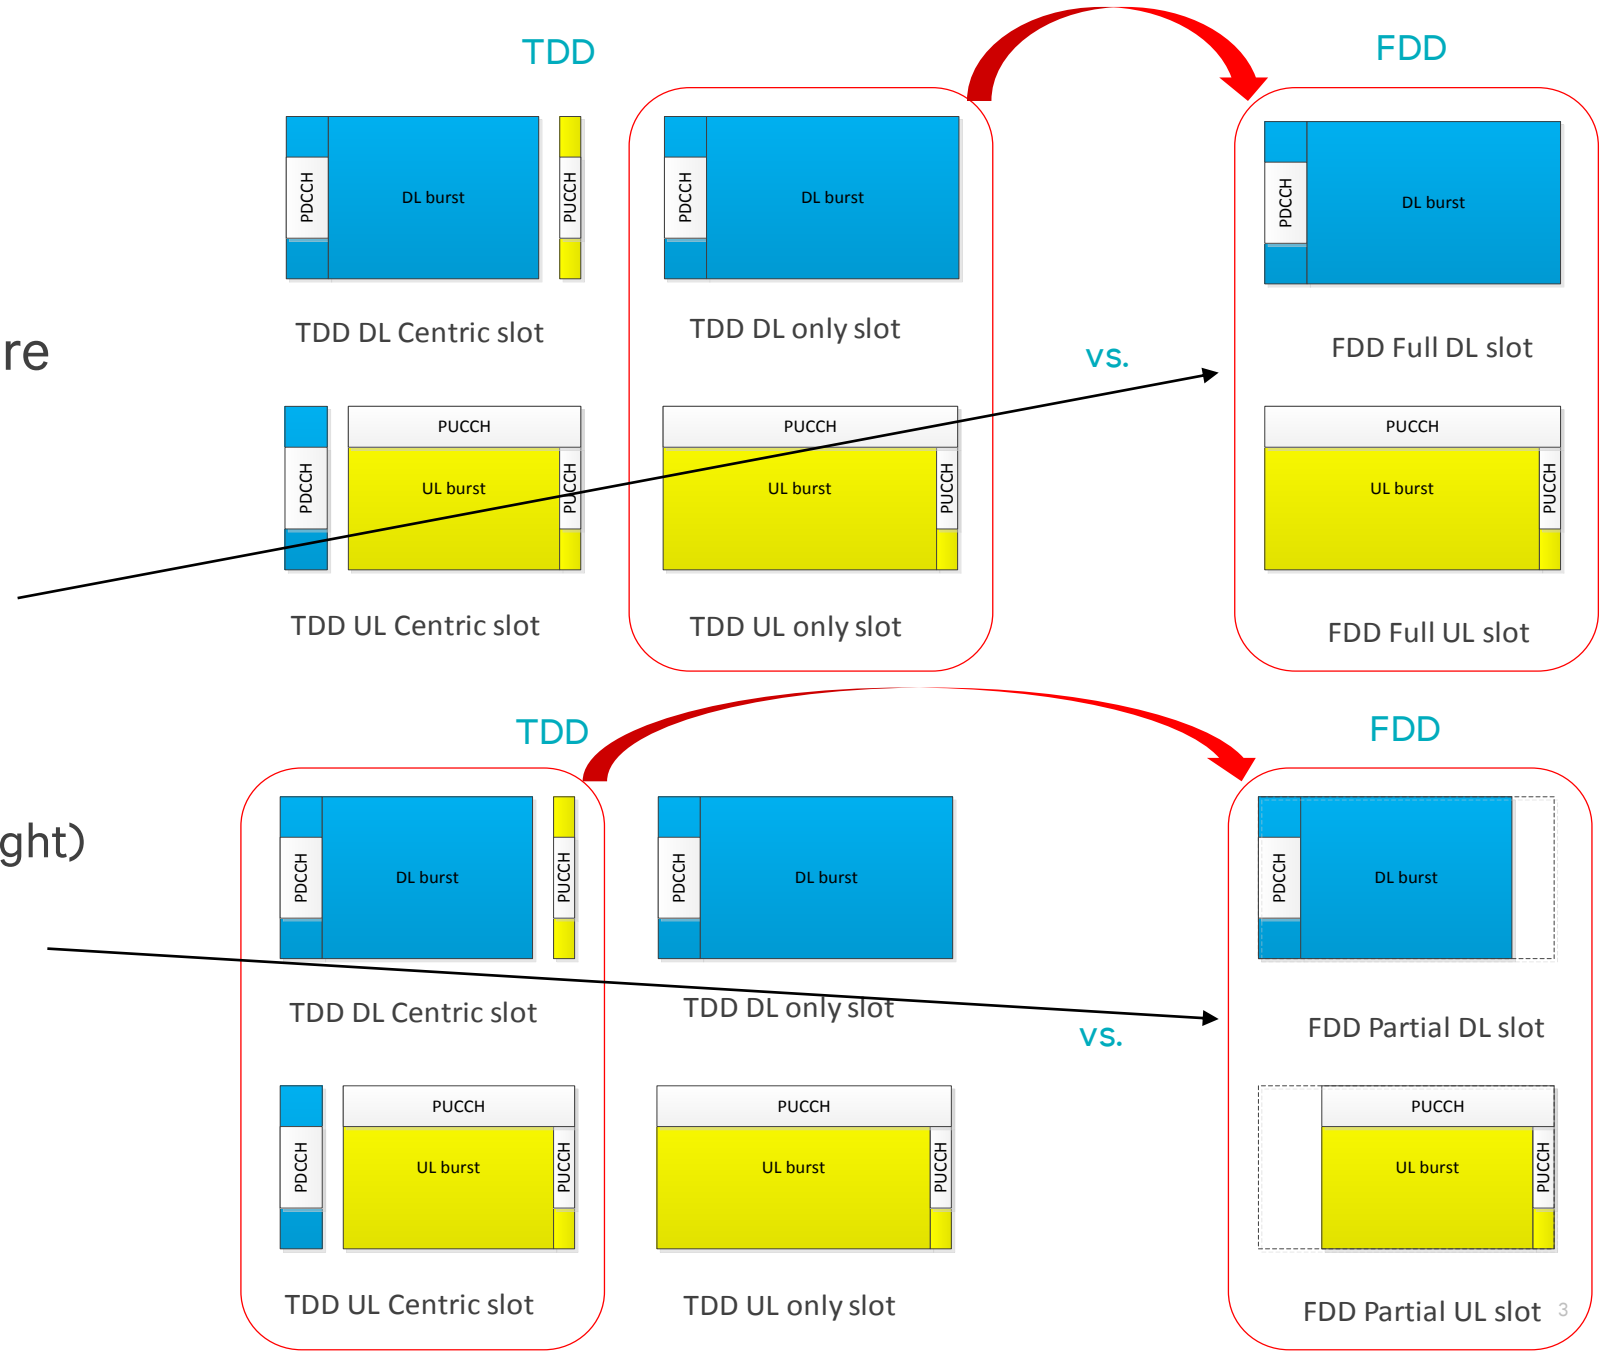 TDD
FDD
PDCCH
DL burst
PUCCH
PDCCH
DL burst
PDCCH
DL burst
TDD DL Centric slot
TDD DL only slot
FDD Full DL slot
re
vs.
PDCCH
PUCCH
UL burst
PUCCH
PUCCH
UL burst
PUCCH
PUCCH
UL burst
PUCCH
TDD UL Centric slot
TDD UL only slot
FDD Full UL slot
TDD
FDD
ght)
PDCCH
DL burst
PUCCH
PDCCH
DL burst
PDCCH
DL burst
TDD DL Centric slot
TDD DL only slot
FDD Partial DL slot
vs.
PDCCH
PUCCH
UL burst
PUCCH
PUCCH
UL burst
PUCCH
PUCCH
UL burst
PUCCH
TDD UL Centric slot
TDD UL only slot
FDD Partial UL slot
3